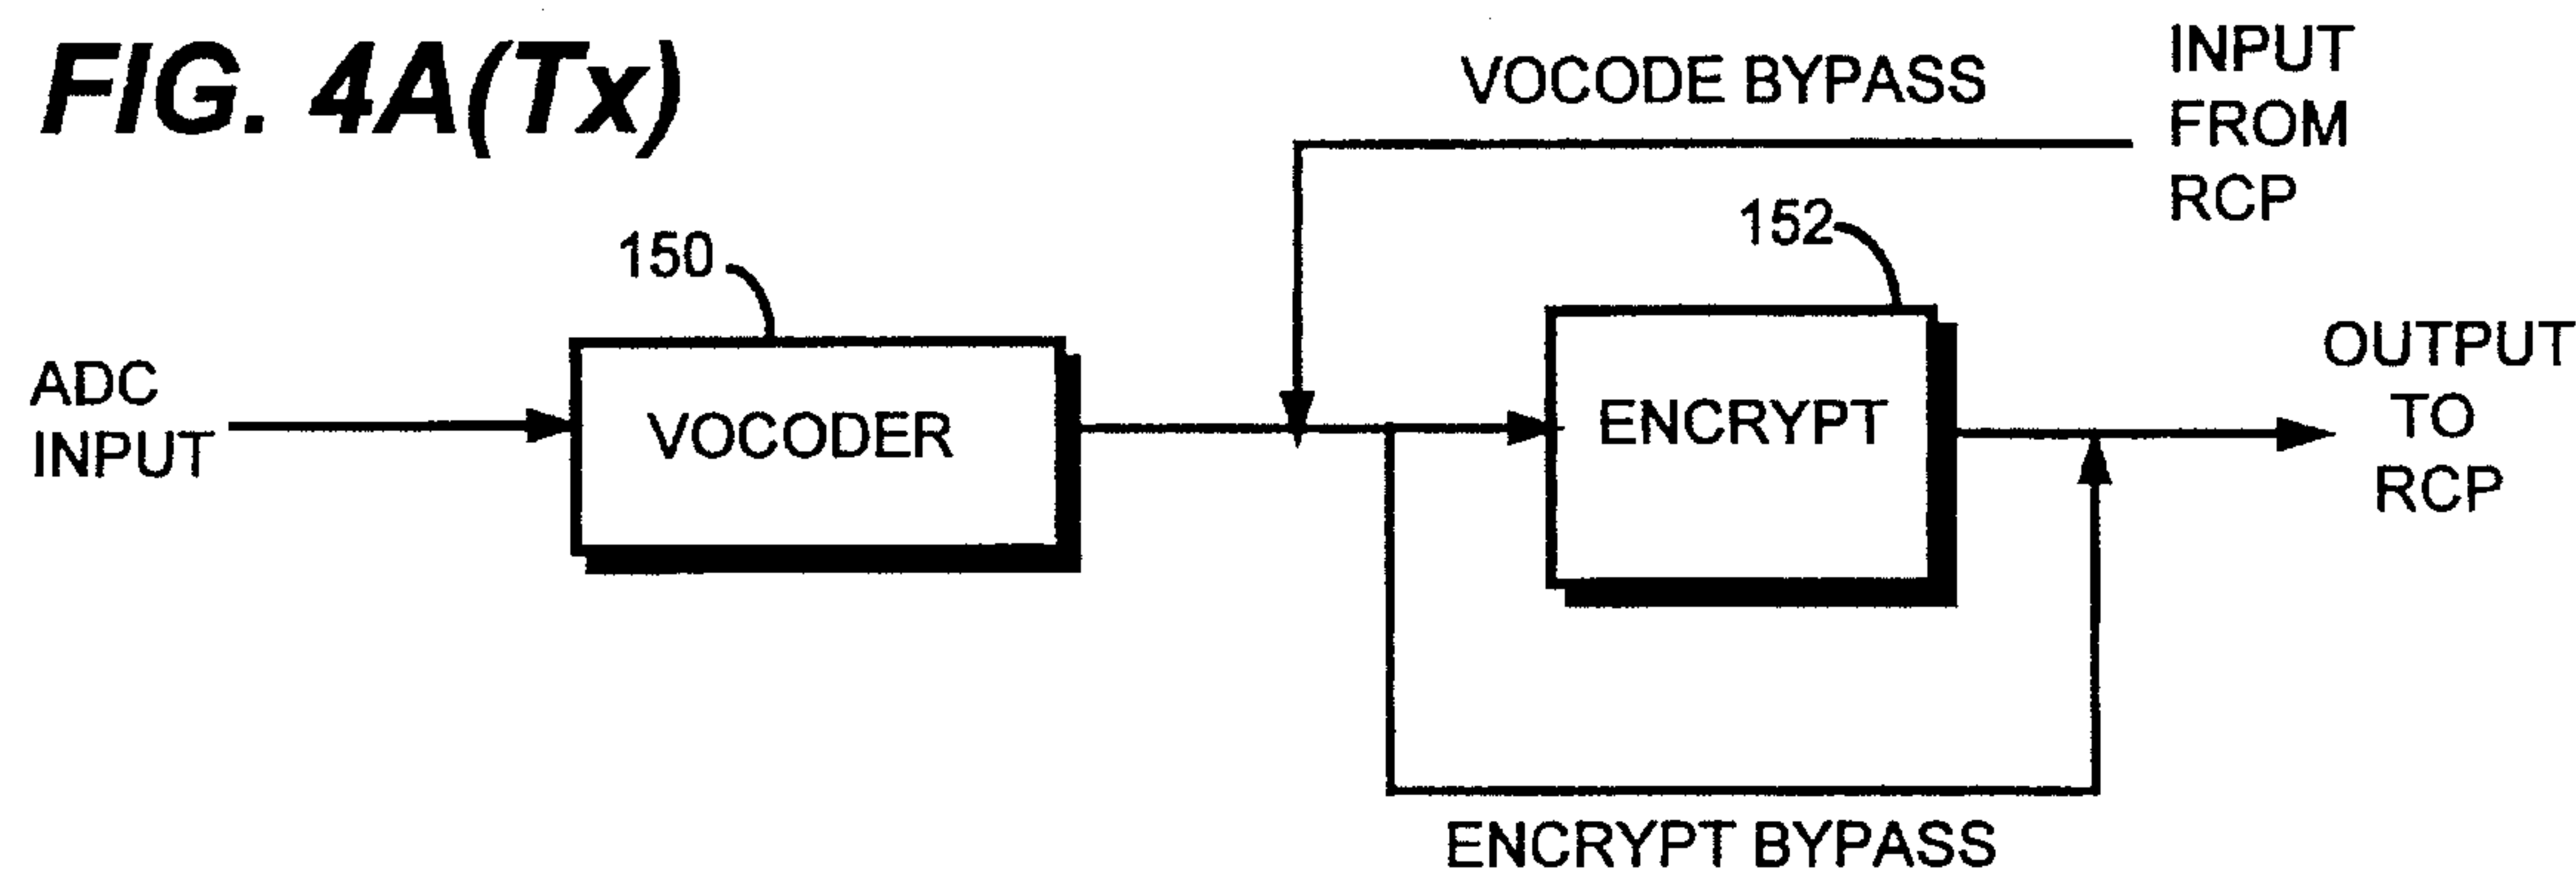 FIG. 4A(Tx)
VOCODE BYPASS
INPUT
FROM
RCP
150
152
ADC
INPUT
VOCODER
ENCRYPT
OUTPUT
TO
RCP
ENCRYPT BYPASS